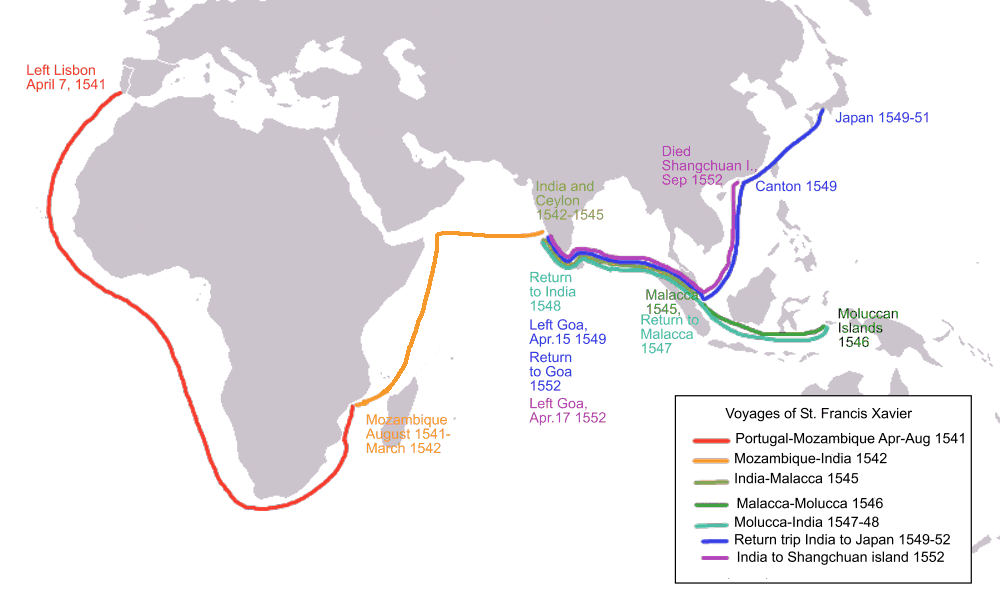 Left Lisbon
April 7, 1541
Japan 1549-51
Died
Shangchuan I.,
Sep 1552
Canton 1549
India and
Ceylon
1542-1545
Return
to India
1548
Left Goa,
Apr.15 1549
Return
to Goa
1552
Left Goa,
Apr.17 1552
Malacca
1545,
Return to
Malacca
1547
Moluccan
Islands
1546
Mozambique
August 1541-
March 1542
Voyages of St. Francis Xavier
Portugal-Mozambique Apr-Aug 1541
Mozambique-India 1542
India-Malacca 1545
Malacca-Molucca 1546
Molucca-India 1547-48
Return trip India to Japan 1549-52
India to Shangchuan island 1552